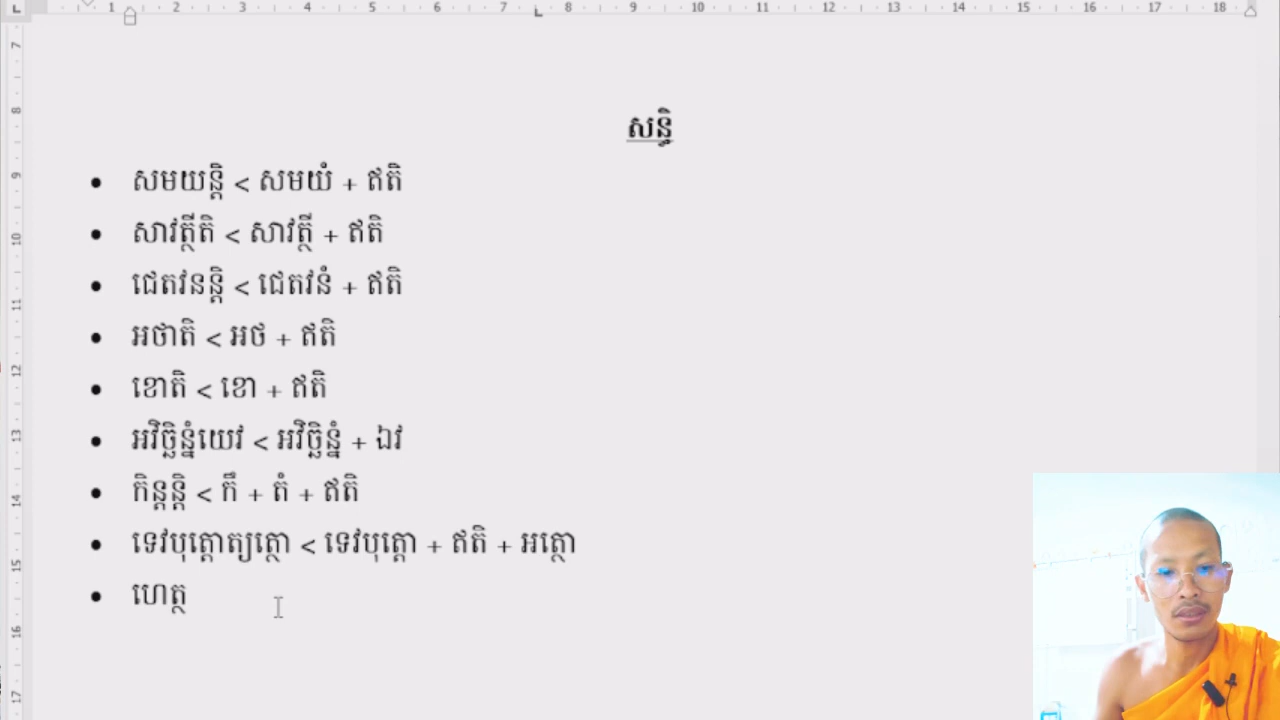 សន្ធិ
• សមយន្តិ < សមយំ + ឥតិ
• សាវត្ថីតិ < សាវត្ថី + ឥតិ
• ជេតវនន្តិ < ជេតវនំ + ឥតិ
• អថាតិ < អថ + ឥតិ
• ខោតិ < ខោ + ឥតិ
• អវិច្ឆិន្នំយេវ < អវិច្ឆិន្នំ + ឯវ
• កិន្តន្តិ < កឹ + តំ + ឥតិ
• ទេវបុត្តោត្យត្ថោ < ទេវបុត្តោ + ឥតិ + អត្ថោ
• ហេត្ថ